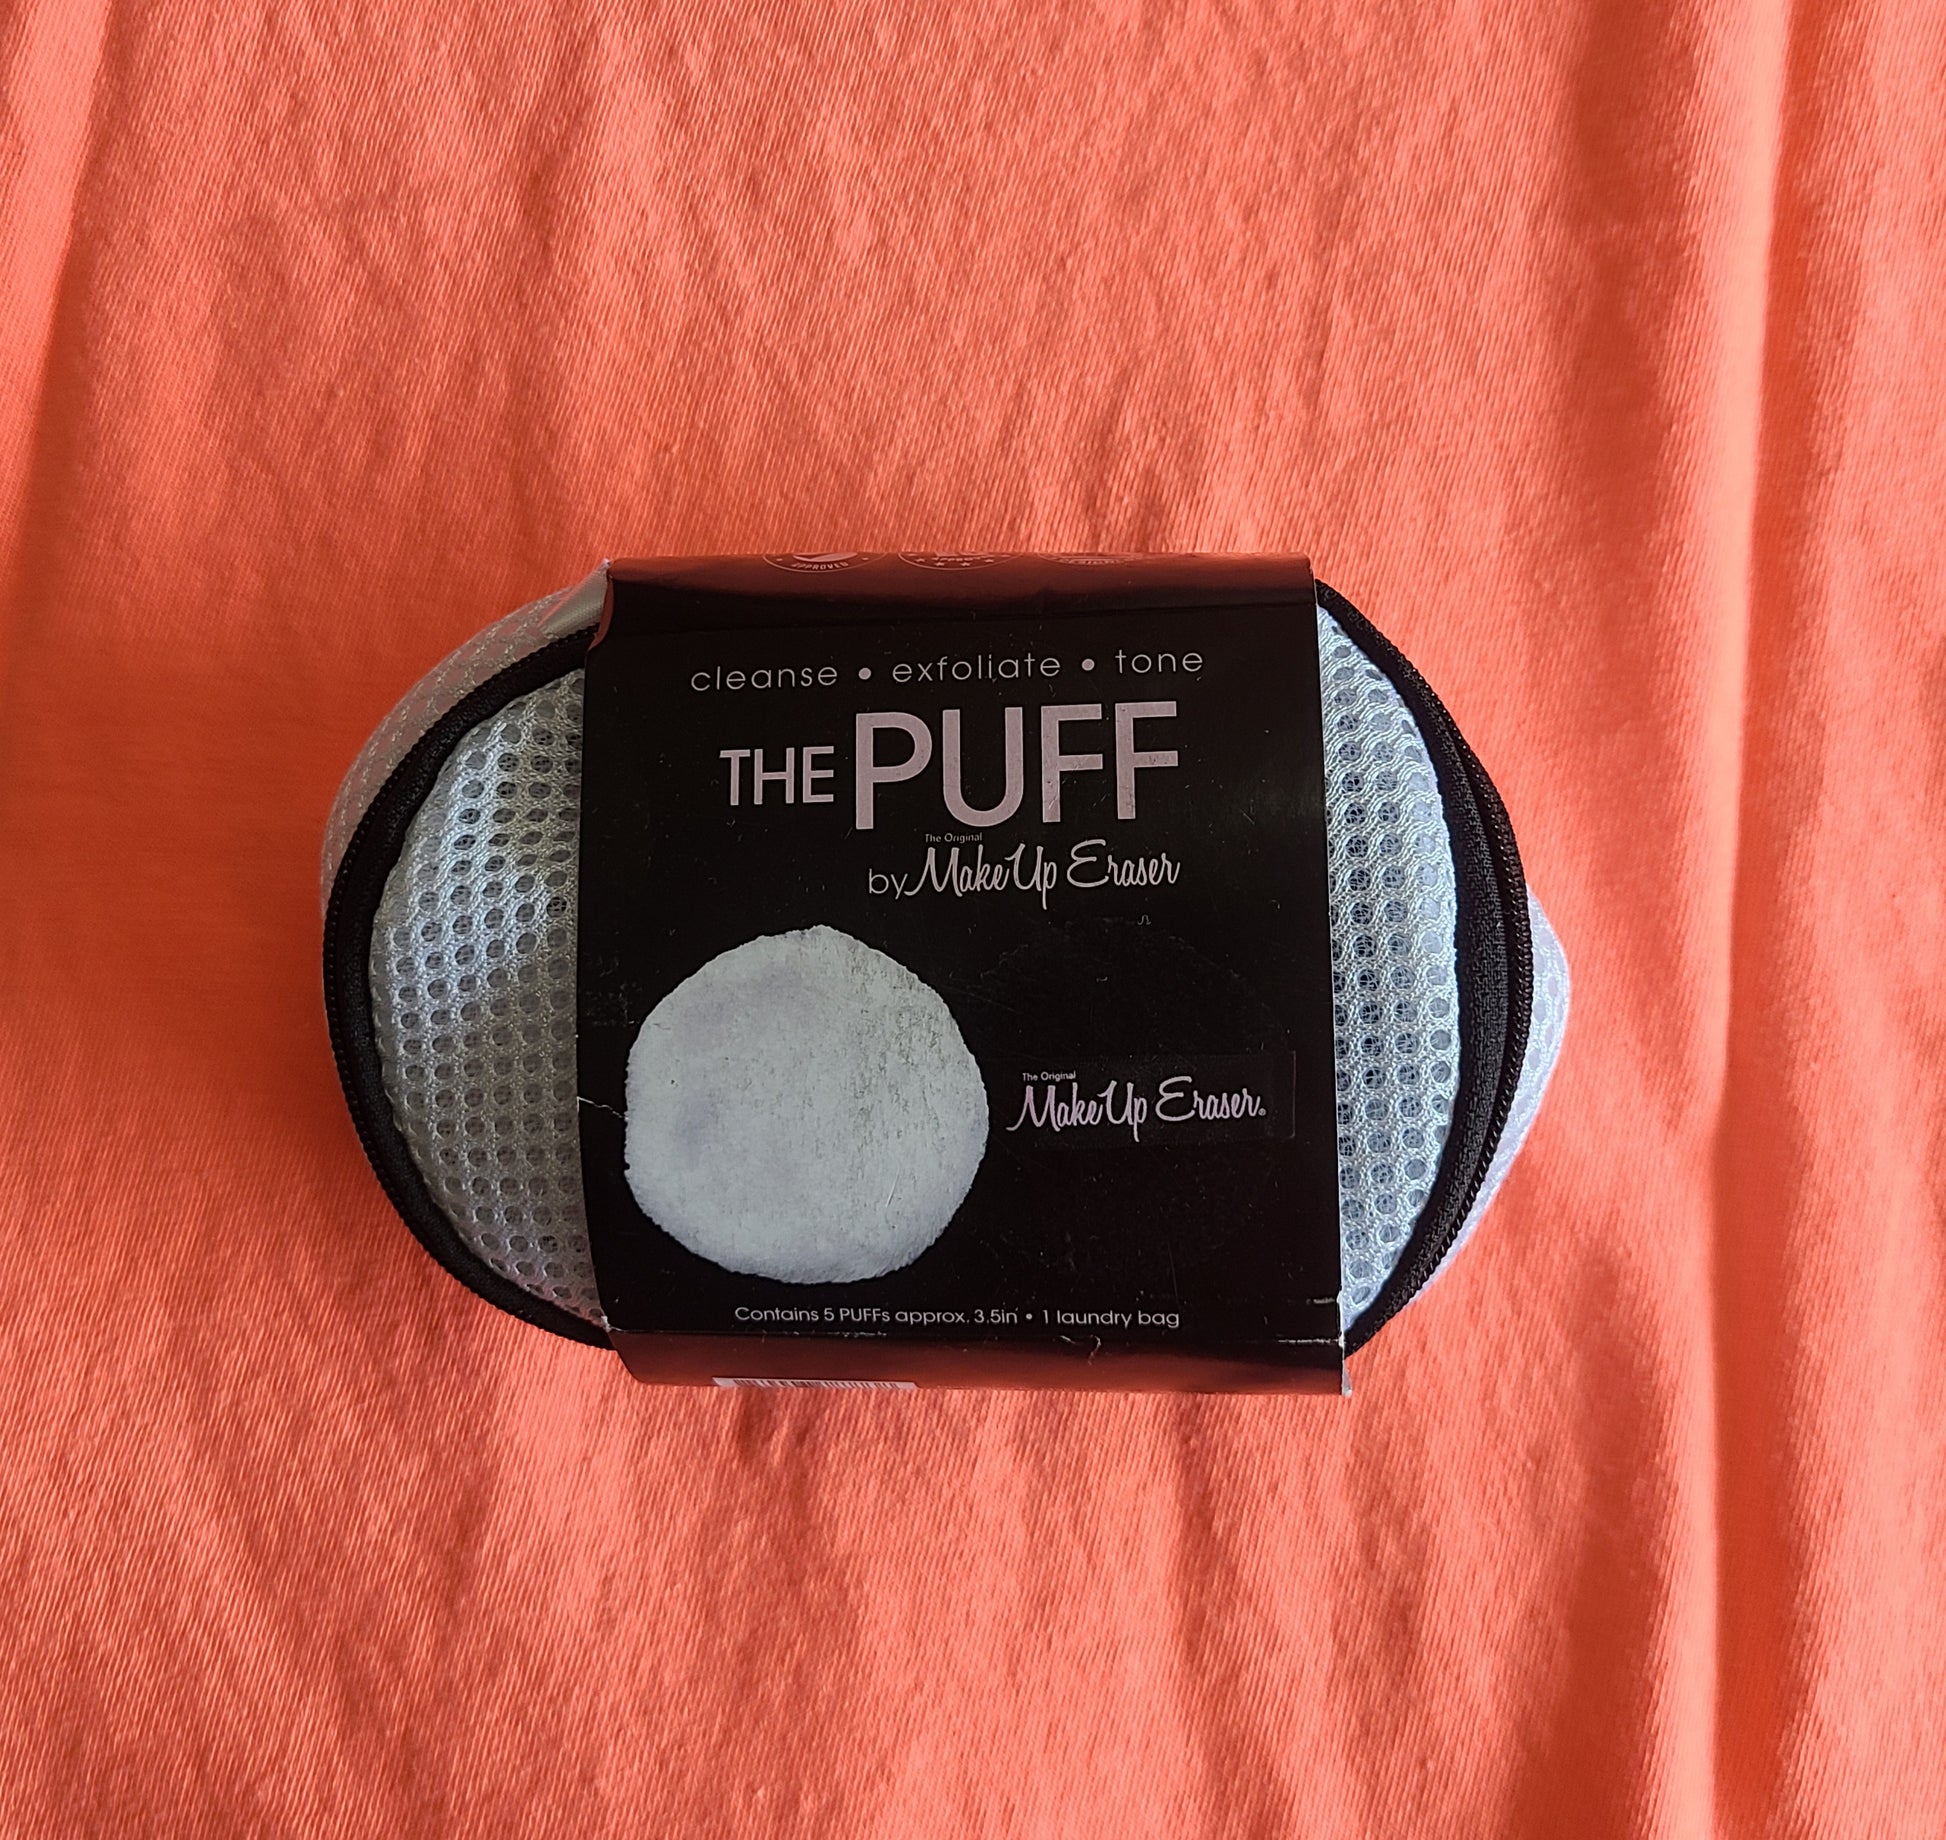 APPROVED
cleanse • exfoliate • tone
THE PUFF
The Original
by MakeUp Eraser
The Original
MakeUp Eraser®
Contains 5 PUFFs approx. 3.5in • 1 laundry bag